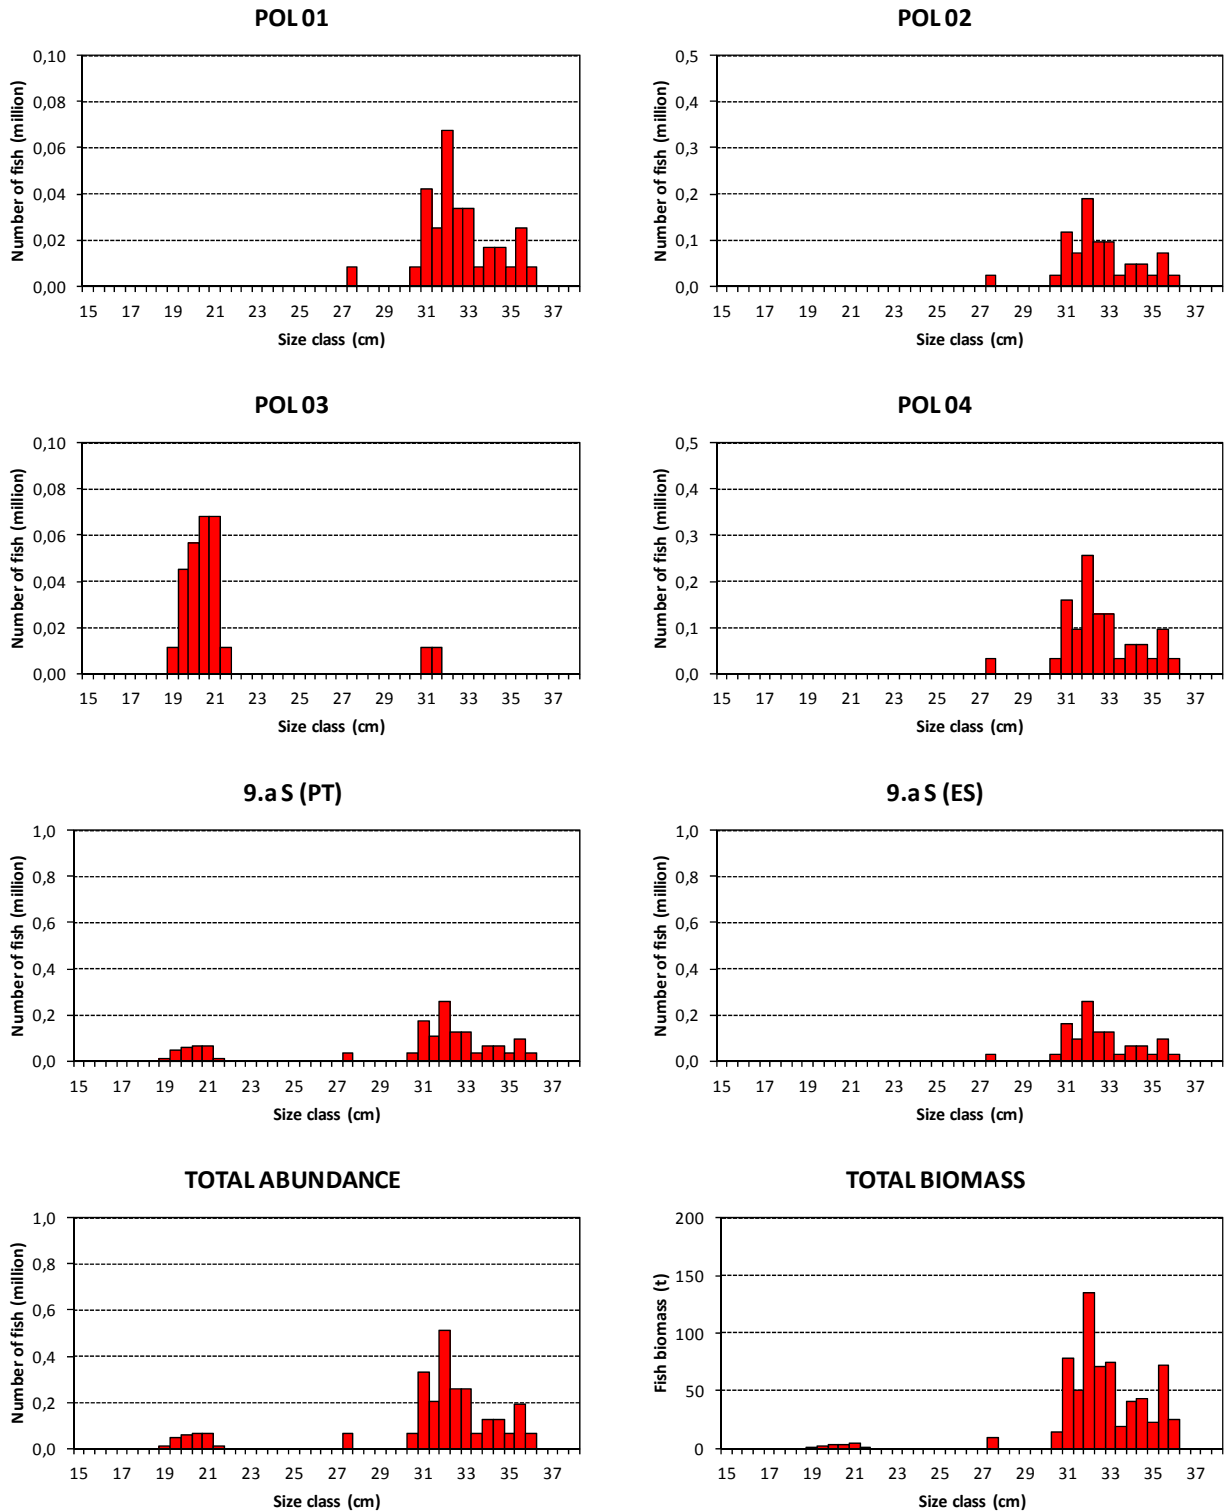 POL 01
Number of fish (million)
0,10
0,08
0,06
0,04
0,02
0,00
15 17 19 21 23 25 27 29 31 33 35 37
Size class (cm)
POL 02
Number of fish (million)
0,5
0,4
0,3
0,2
0,1
0,0
15 17 19 21 23 25 27 29 31 33 35 37
Size class (cm)
POL 03
Number of fish (million)
0,10
0,08
0,06
0,04
0,02
0,00
15 17 19 21 23 25 27 29 31 33 35 37
Size class (cm)
POL 04
Number of fish (million)
0,5
0,4
0,3
0,2
0,1
0,0
15 17 19 21 23 25 27 29 31 33 35 37
Size class (cm)
9.a S (PT)
Number of fish (million)
1,0
0,8
0,6
0,4
0,2
0,0
15 17 19 21 23 25 27 29 31 33 35 37
Size class (cm)
9.a S (ES)
Number of fish (million)
1,0
0,8
0,6
0,4
0,2
0,0
15 17 19 21 23 25 27 29 31 33 35 37
Size class (cm)
TOTAL ABUNDANCE
Number of fish (million)
1,0
0,8
0,6
0,4
0,2
0,0
15 17 19 21 23 25 27 29 31 33 35 37
Size class (cm)
TOTAL BIOMASS
Fish biomass (t)
200
150
100
50
0
15 17 19 21 23 25 27 29 31 33 35 37
Size class (cm)